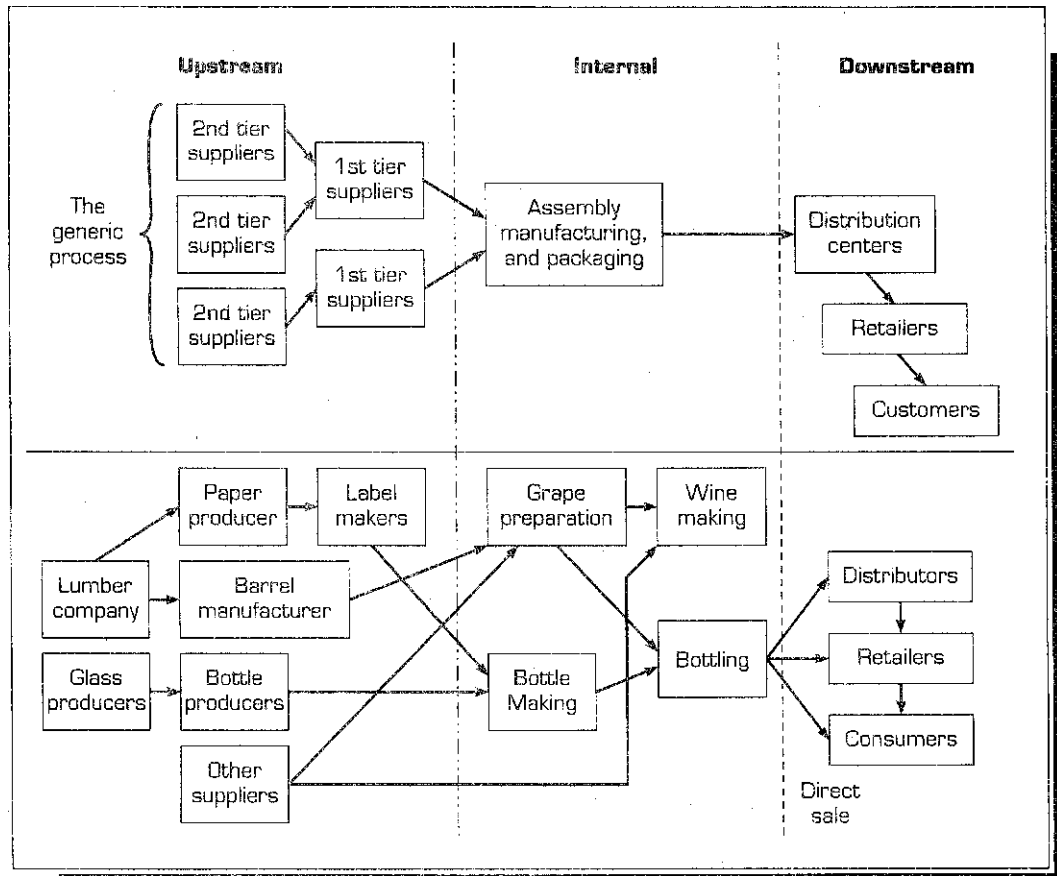 Upstream
Internal
Downstream
The
generic
process
2nd tier
suppliers
2nd tier
suppliers
2nd tier
suppliers
1st tier
suppliers
1st tier
suppliers
Assembly
manufacturing,
and packaging
Distribution
centers
Retailers
Customers
Paper
producer
Label
makers
Grape
preparation
Wine
making
Lumber
company
Barrel
manufacturer
Glass
producers
Bottle
producers
Other
suppliers
Bottle
Making
Bottling
Distributors
Retailers
Consumers
Direct
sale